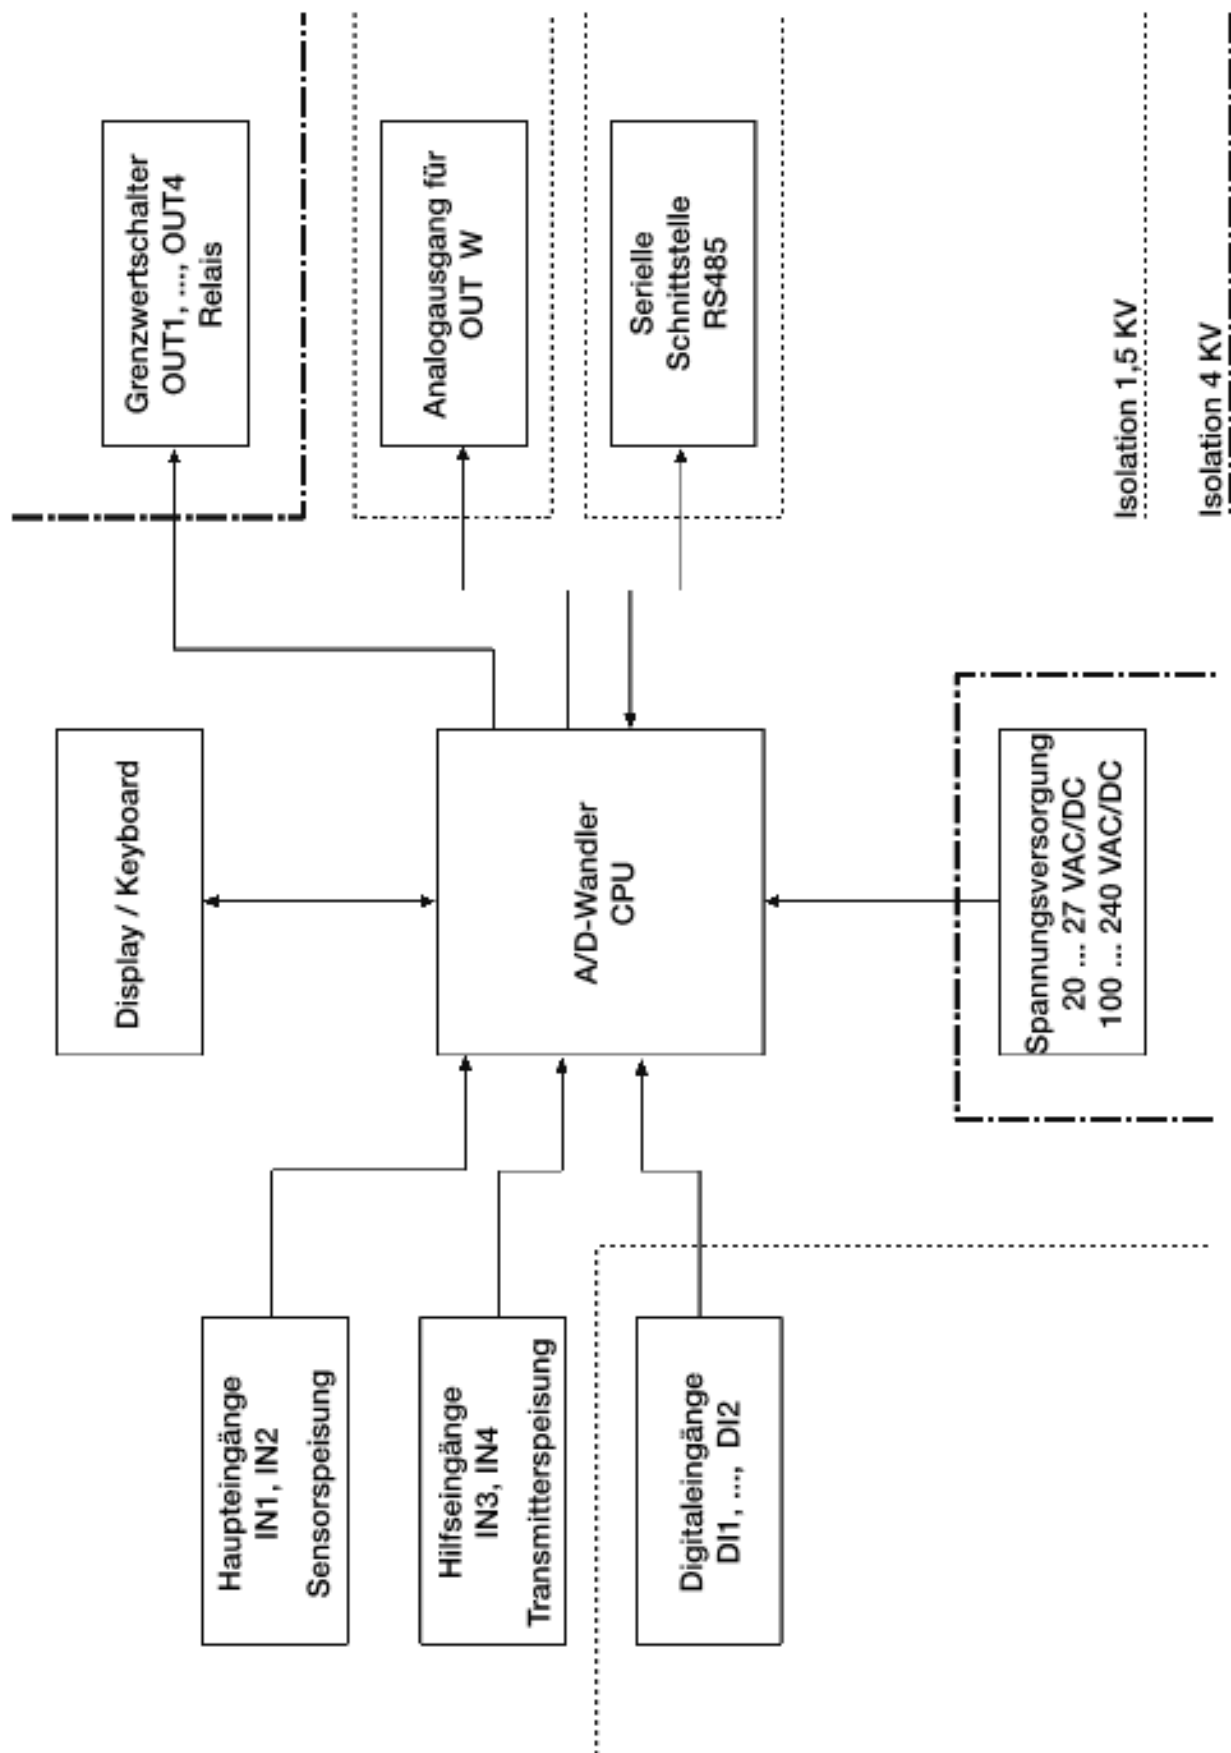 Display / Keyboard
Grenzwertschalter
OUT1, ..., OUT4
Relais
Haupteingänge
IN1, IN2
Sensorspeisung
Hilfseingänge
IN3, IN4
Transmitterspeisung
Digitaleingänge
DI1, ..., DI2
A/D-Wandler
CPU
Analogausgang für
OUT W
Serielle
Schnittstelle
RS485
Spannungsversorgung
20 ... 27 VAC/DC
100 ... 240 VAC/DC
Isolation 1,5 KV
Isolation 4 KV